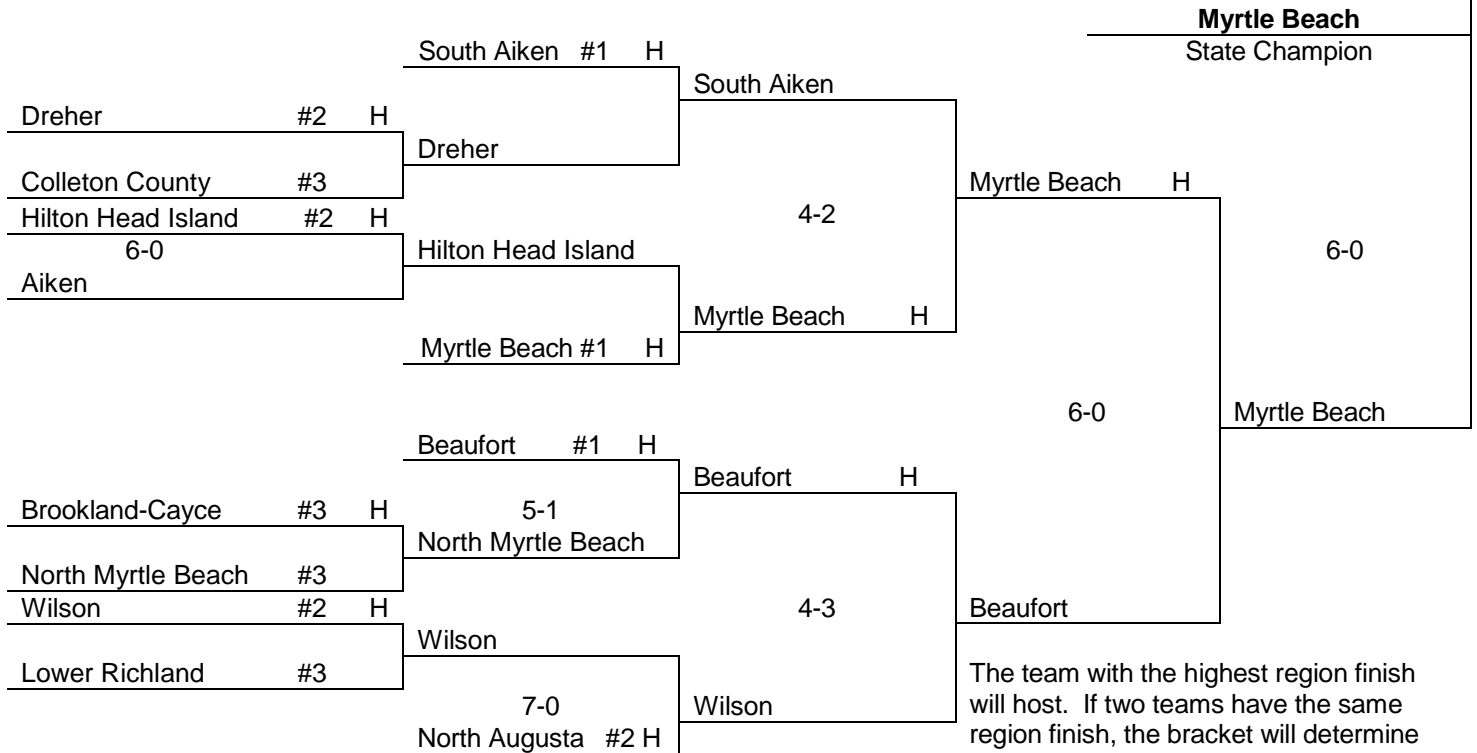 Myrtle Beach
South Aiken #1 H State Champion
South Aiken
Dreher #2 H
Dreher
Colleton County #3 Myrtle Beach H
Hilton Head Island #2 H 4-2
6-0 Hilton Head Island 6-0
Aiken
Myrtle Beach H
Myrtle Beach #1 H
6-0 Myrtle Beach
Beaufort #1 H
Beaufort H
Brookland-Cayce #3 H 5-1
North Myrtle Beach
North Myrtle Beach #3
Wilson #2 H 4-3 Beaufort
Wilson
Lower Richland #3 The team with the highest region finish
will host. If two teams have the same
7-0 Wilson
North Augusta #2 H region finish, the bracket will determine